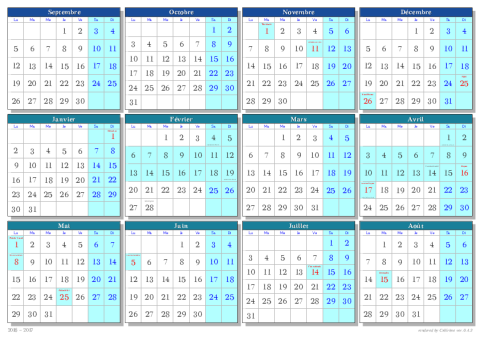 Septembre
Lu Ma Me Je Ve Sa Di
1 2 3 4
5 6 7 8 9 10 11
12 13 14 15 16 17 18
19 20 21 22 23 24 25
26 27 28 29 30
Octobre
Lu Ma Me Je Ve Sa Di
1 2
3 4 5 6 7 8 9
10 11 12 13 14 15 16
17 18 19 20 21 22 23
24 25 26 27 28 29 30
31
Novembre
Lu Ma Me Je Ve Sa Di
1 2 3 4 5 6
7 8 9 10 11 12 13
14 15 16 17 18 19 20
21 22 23 24 25 26 27
28 29 30
Décembre
Lu Ma Me Je Ve Sa Di
1 2 3 4
5 6 7 8 9 10 11
12 13 14 15 16 17 18
19 20 21 22 23 24 25
26 27 28 29 30 31
Janvier
Lu Ma Me Je Ve Sa Di
1
2 3 4 5 6 7 8
9 10 11 12 13 14 15
16 17 18 19 20 21 22
23 24 25 26 27 28 29
30 31
Février
Lu Ma Me Je Ve Sa Di
1 2 3 4 5
6 7 8 9 10 11 12
13 14 15 16 17 18 19
20 21 22 23 24 25 26
27 28
Mars
Lu Ma Me Je Ve Sa Di
1 2 3 4 5
6 7 8 9 10 11 12
13 14 15 16 17 18 19
20 21 22 23 24 25 26
27 28 29 30 31
Avril
Lu Ma Me Je Ve Sa Di
1 2
3 4 5 6 7 8 9
10 11 12 13 14 15 16
17 18 19 20 21 22 23
24 25 26 27 28 29 30
Mai
Lu Ma Me Je Ve Sa Di
1 2 3 4 5 6 7
8 9 10 11 12 13 14
15 16 17 18 19 20 21
22 23 24 25 26 27 28
29 30 31
Juin
Lu Ma Me Je Ve Sa Di
1 2 3 4
5 6 7 8 9 10 11
12 13 14 15 16 17 18
19 20 21 22 23 24 25
26 27 28 29 30
Juillet
Lu Ma Me Je Ve Sa Di
1 2
3 4 5 6 7 8 9
10 11 12 13 14 15 16
17 18 19 20 21 22 23
24 25 26 27 28 29 30
31
Août
Lu Ma Me Je Ve Sa Di
1 2 3 4 5 6
7 8 9 10 11 12 13
14 15 16 17 18 19 20
21 22 23 24 25 26 27
28 29 30 31
2016 - 2017